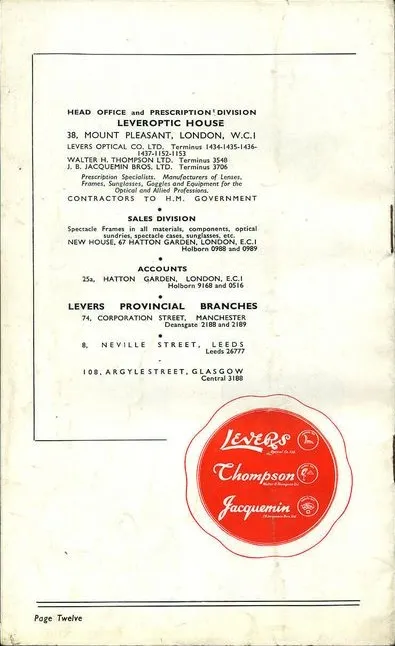 HEAD OFFICE and PRESCRIPTION DIVISION
LEVEROPTIC HOUSE
38, MOUNT PLEASANT, LONDON, W.C.1
LEVERS OPTICAL CO. LTD. Terminus 1434-1435-1436-
1437-1152-1153
WALTER H. THOMPSON LTD. Terminus 3548
J. B. JACQUEMIN BROS. LTD. Terminus 3706
Prescription Specialists. Manufacturers of Lenses,
Frames, Sunglasses, Goggles and Equipment for the
Optical and Allied Professions.
CONTRACTORS TO H.M. GOVERNMENT
SALES DIVISION
Spectacle Frames in all materials, components, optical
sundries, spectacle cases, sunglasses, etc.
NEW HOUSE, 67 HATTON GARDEN, LONDON, E.C.1
Holborn 0988 and 0989
ACCOUNTS
25a, HATTON GARDEN, LONDON, E.C.1
Holborn 9168 and 0516
LEVERS PROVINCIAL BRANCHES
74, CORPORATION STREET, MANCHESTER
Deansgate 2188 and 2189
8, NEVILLE STREET, LEEDS
Leeds 26777
108, ARGYLE STREET, GLASGOW
Central 3188
LEVERS
Optical Co. Ltd.
Thompson
Jacquemin
Page Twelve